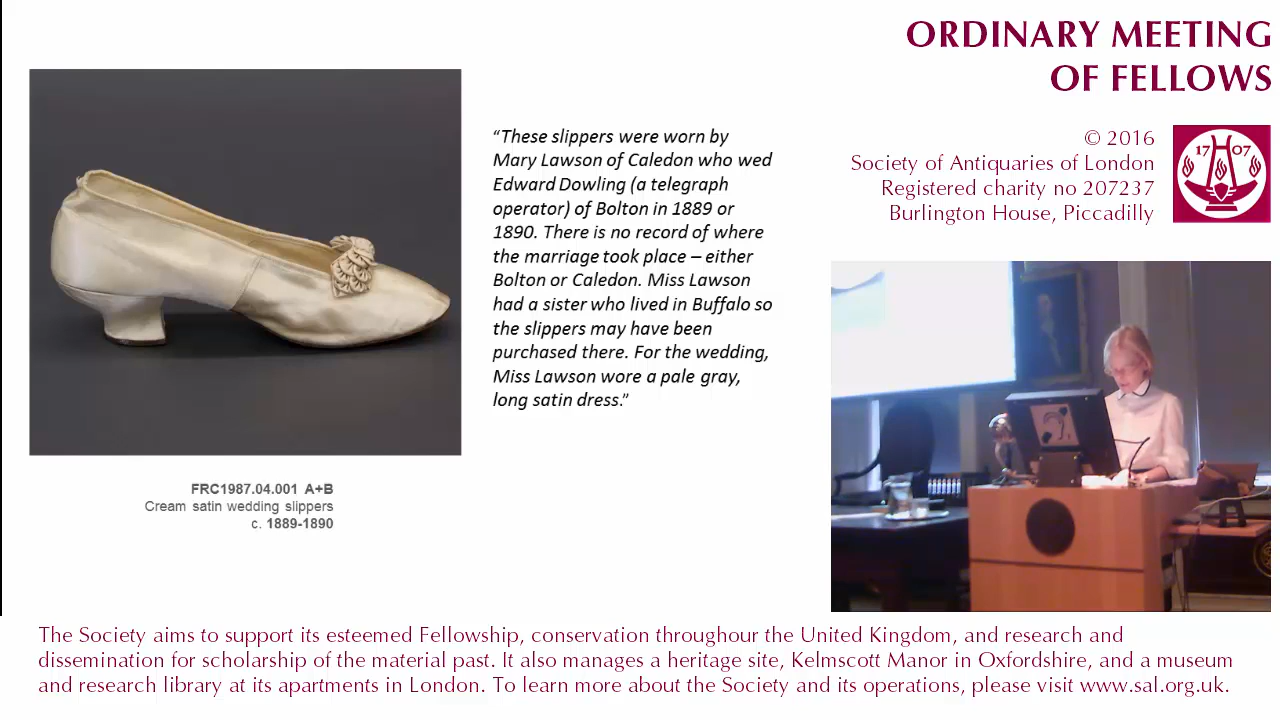 ORDINARY MEETING
OF FELLOWS
© 2016
Society of Antiquaries of London
Registered charity no 207237
Burlington House, Piccadilly
17 07
“These slippers were worn by
Mary Lawson of Caledon who wed
Edward Dowling (a telegraph
operator) of Bolton in 1889 or
1890. There is no record of where
the marriage took place – either
Bolton or Caledon. Miss Lawson
had a sister who lived in Buffalo so
the slippers may have been
purchased there. For the wedding,
Miss Lawson wore a pale gray,
long satin dress.”
FRC1987.04.001 A+B
Cream satin wedding slippers
c. 1889-1890
The Society aims to support its esteemed Fellowship, conservation throughour the United Kingdom, and research and
dissemination for scholarship of the material past. It also manages a heritage site, Kelmscott Manor in Oxfordshire, and a museum
and research library at its apartments in London. To learn more about the Society and its operations, please visit www.sal.org.uk.